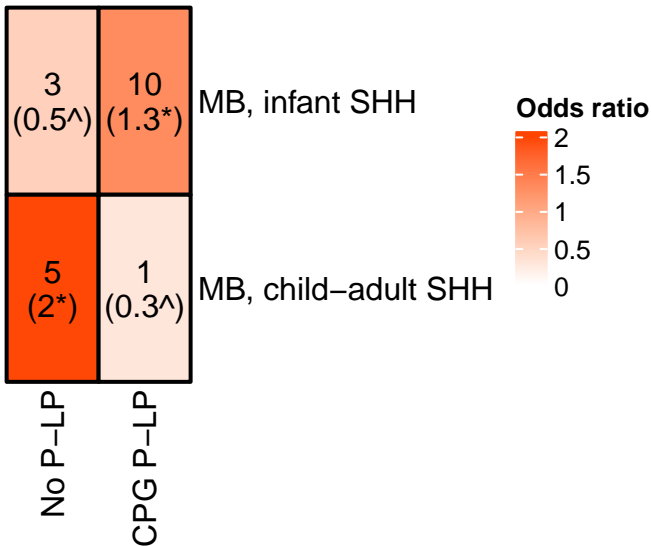 3
(0.5^)
10
(1.3*)
MB, infant SHH
5
(2*)
1
(0.3^)
MB, child−adult SHH
No P−LP
CPG P−LP
Odds ratio
2
1.5
1
0.5
0